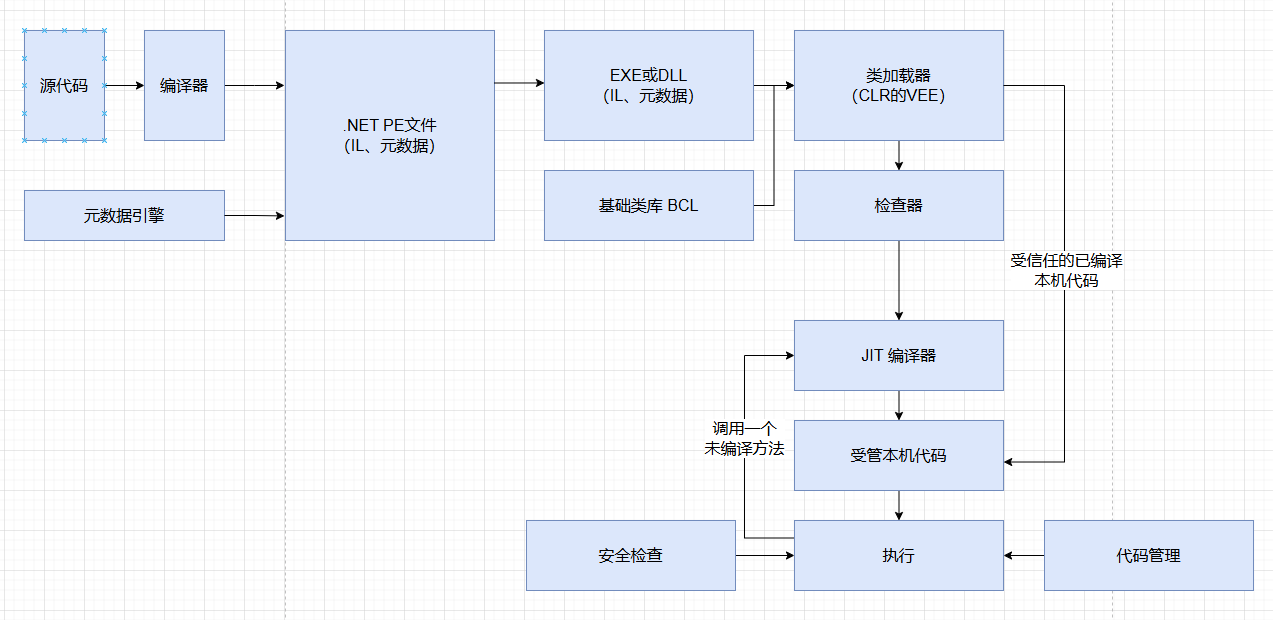 源代码
编译器
.NET PE文件
（IL、元数据）
元数据引擎
EXE或DLL
（IL、元数据）
基础类库 BCL
类加载器
（CLR的VEE）
检查器
受信任的已编译
本机代码
JIT 编译器
调用一个
未编译方法
受管本机代码
安全检查
执行
代码管理